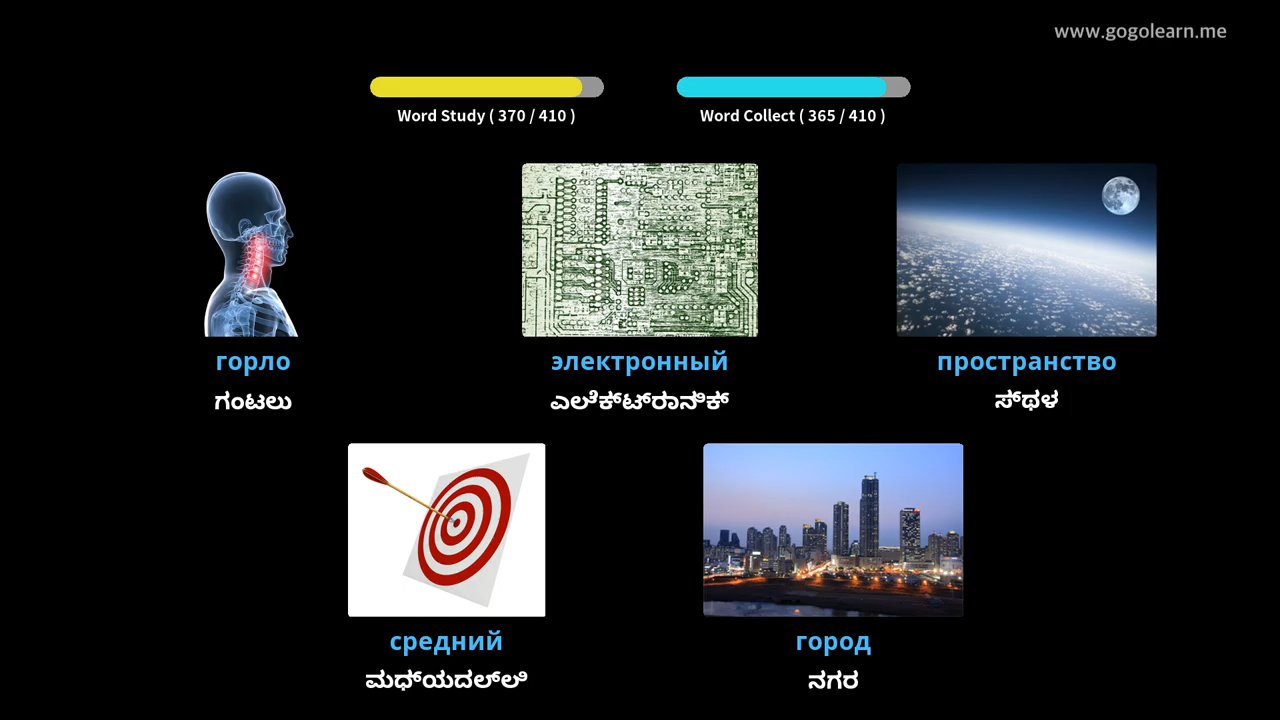 www.gogolearn.me
Word Study ( 370 / 410 )
Word Collect ( 365 / 410 )
горло
ಗಂಟಲು
электронный
ಎಲೆಕ್ಟ್ರಾನಿಕ್
пространство
ಸ್ಥಳ
средний
ಮಧ್ಯದಲ್ಲಿ
город
ನಗರ